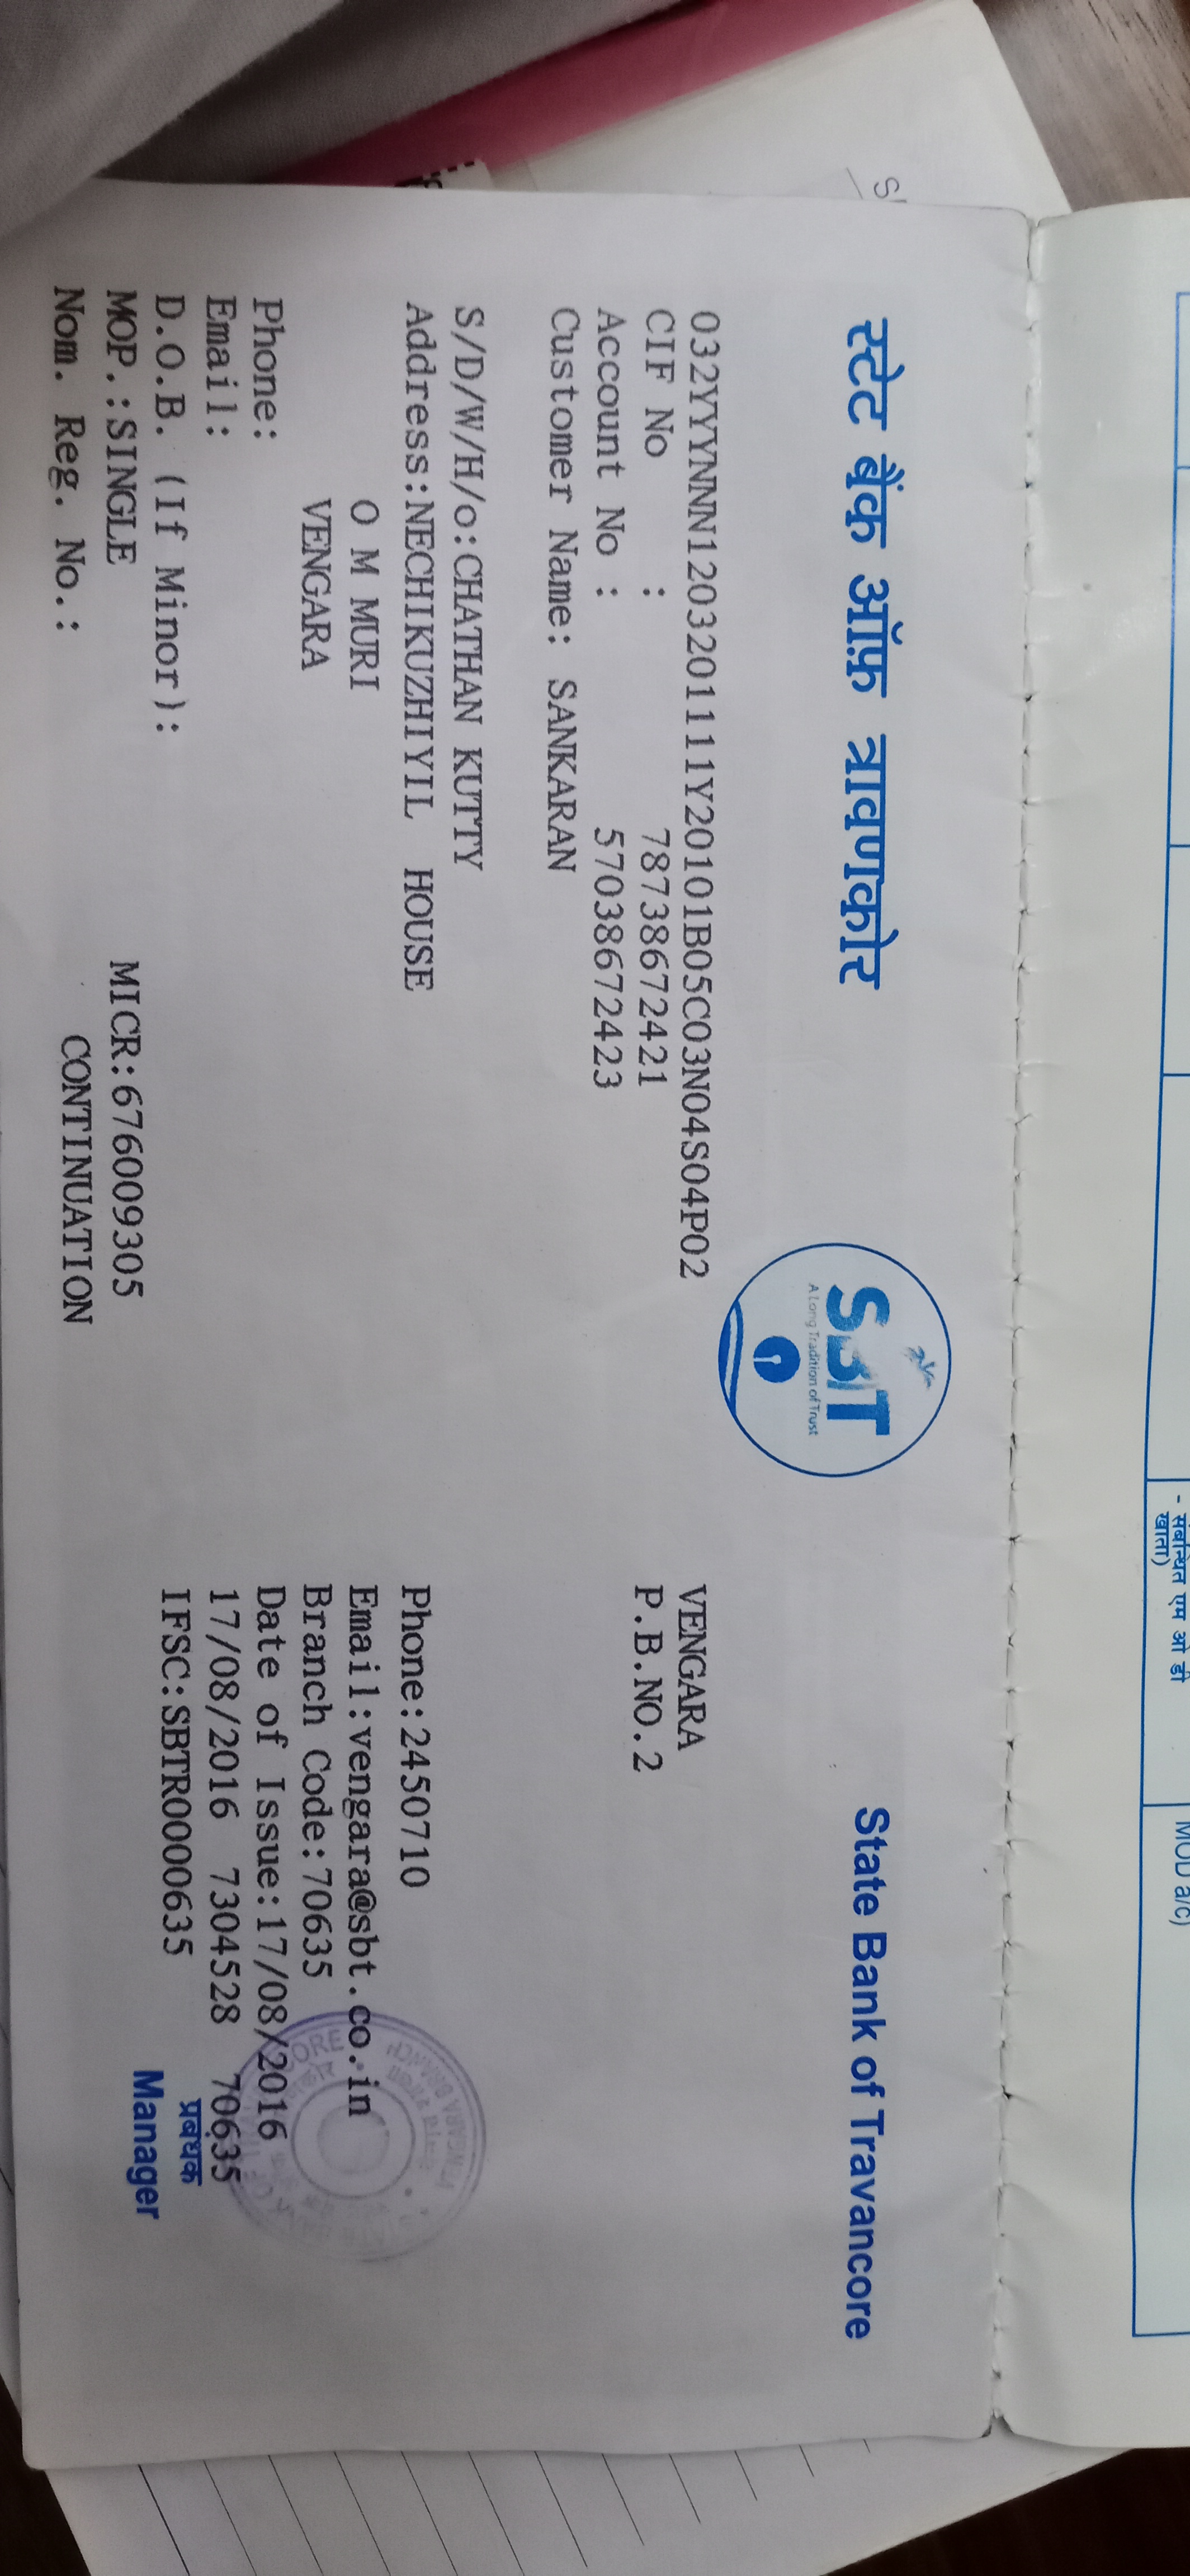 स्टेट बैंक ऑफ़ त्रावणकोर
SBT
A Long Tradition of Trust
State Bank of Travancore
032YYYNNN1203201111Y20101B05C03N04S04P02
CIF No : 78738672421
Account No : 57038672423
Customer Name: SANKARAN
S/D/W/H/o:CHATHAN KUTTY
Address:NECHIKUZHIYIL HOUSE
O M MURI
VENGARA
Phone:
Email:
D.O.B. (If Minor):
MOP.:SINGLE
MICR:676009305
Nom. Reg. No.:
CONTINUATION
VENGARA
P.B.NO.2
Phone:2450710
Email:vengara@sbt.co.in
Branch Code:70635
Date of Issue:17/08/2016
17/08/2016 7304528 70635
IFSC:SBTR0000635
प्रबंधक
Manager
- संबन्धित एम ओ डी
खाता)
MOD a/c)